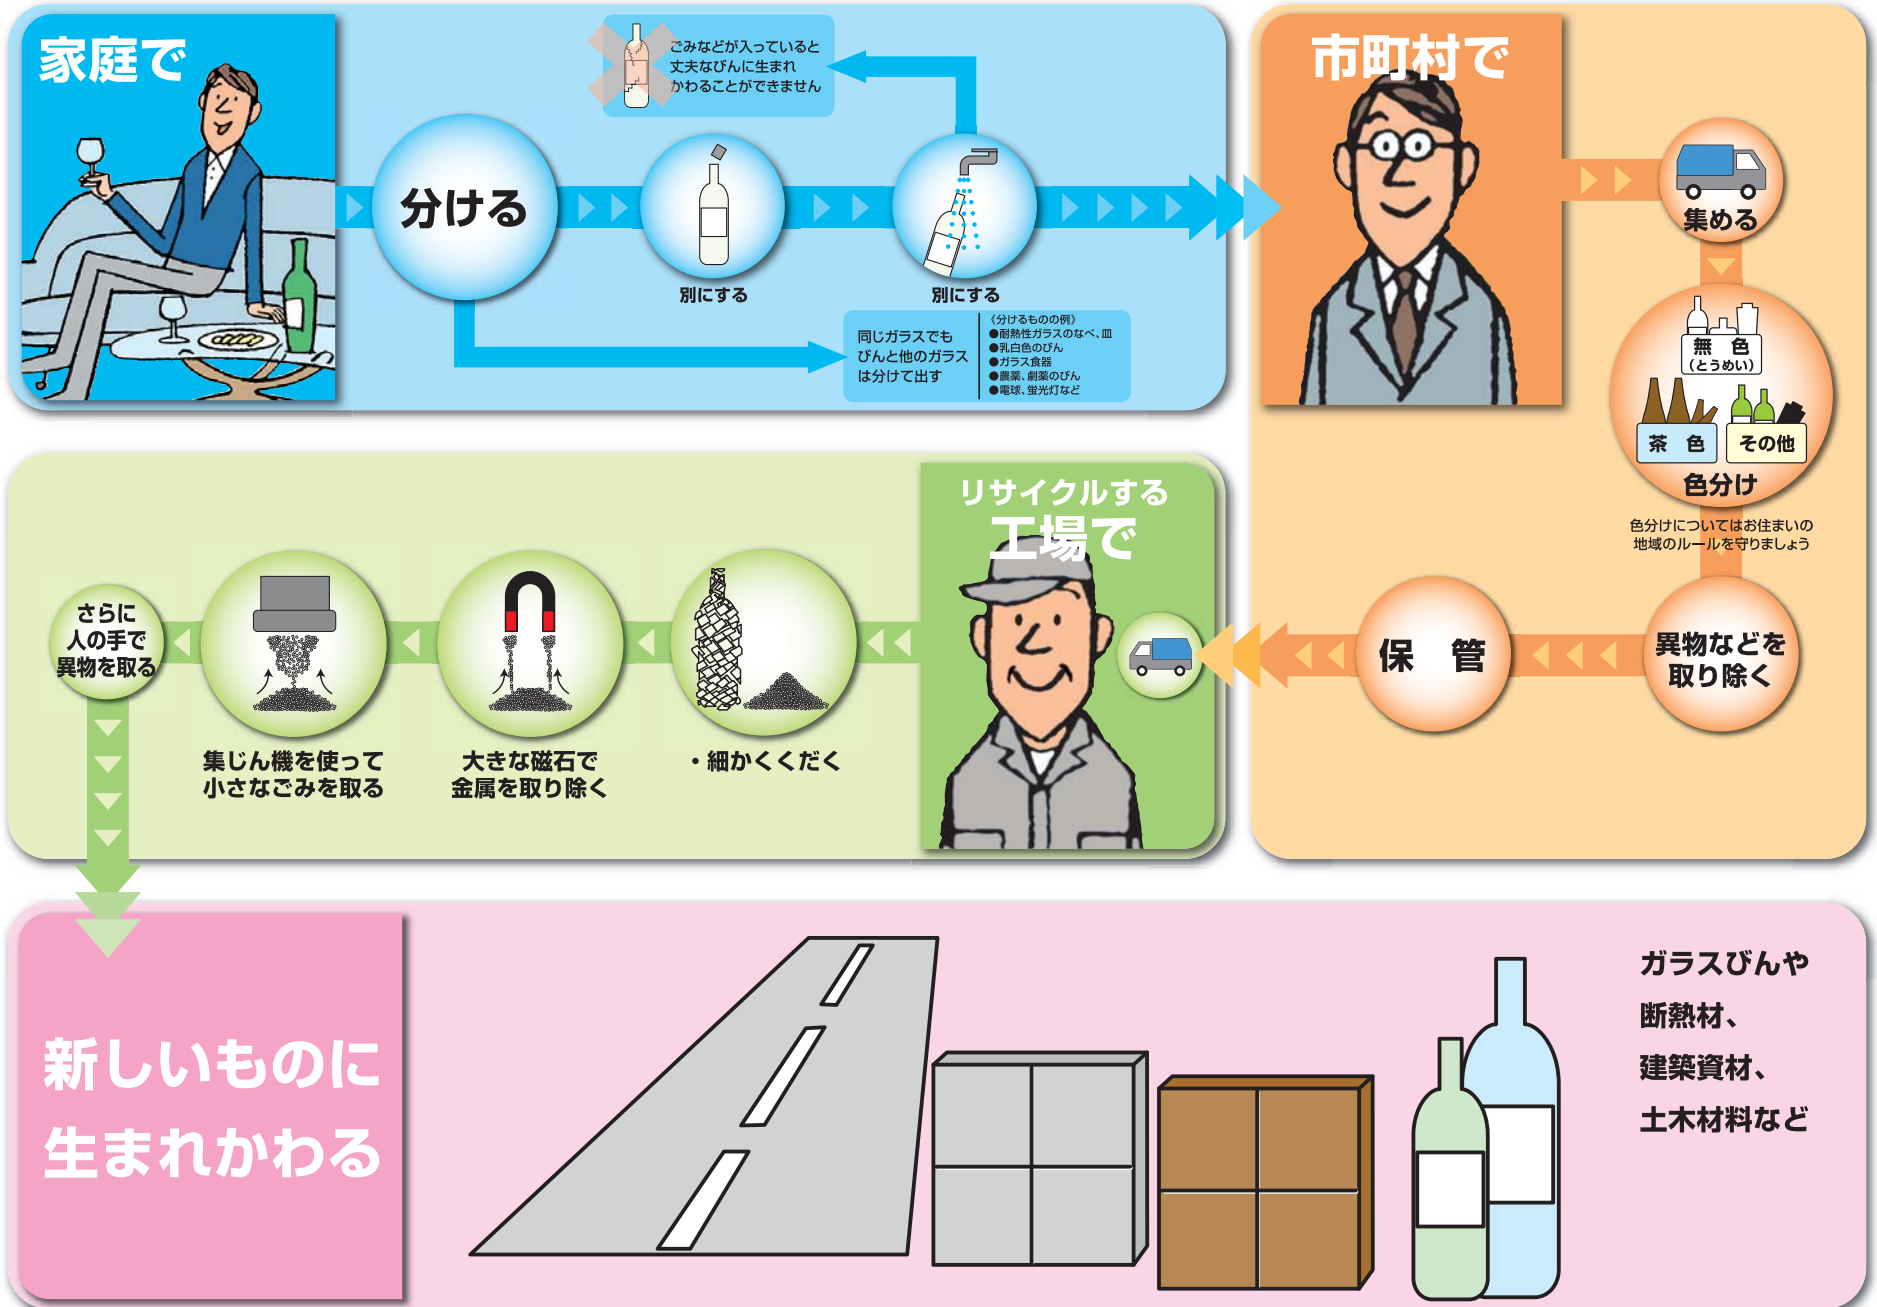 家庭で
ごみなどが入っていると
丈夫なびんに生まれ
かわることができません
分ける
別にする
別にする
同じガラスでも
びんと他のガラス
は分けて出す
《分けるものの例》
●耐熱性ガラスのなべ、皿
●乳白色のびん
●ガラス食器
●農薬、劇薬のびん
●電球、蛍光灯など
市町村で
集める
無 色
(とうめい)
茶 色
その他
色分け
色分けについてはお住まいの
地域のルールを守りましょう
異物などを
取り除く
保 管
リサイクルする
工場で
・細かくくだく
大きな磁石で
金属を取り除く
集じん機を使って
小さなごみを取る
さらに
人の手で
異物を取る
新しいものに
生まれかわる
ガラスびんや
断熱材、
建築資材、
土木材料など